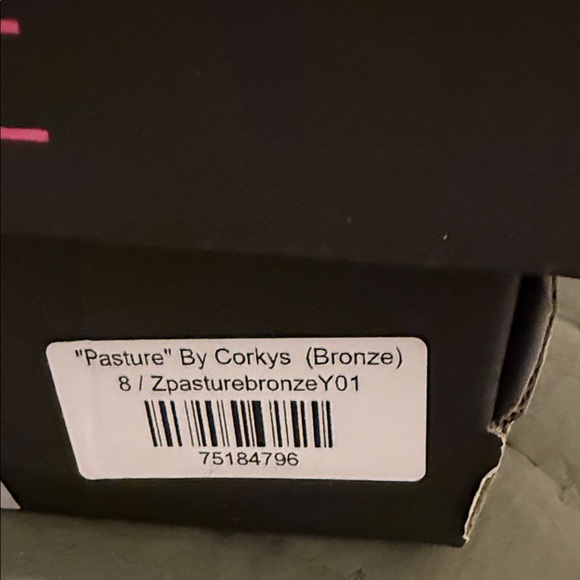 "Pasture" By Corkys (Bronze)
8 / ZpasturebronzeY01
75184796